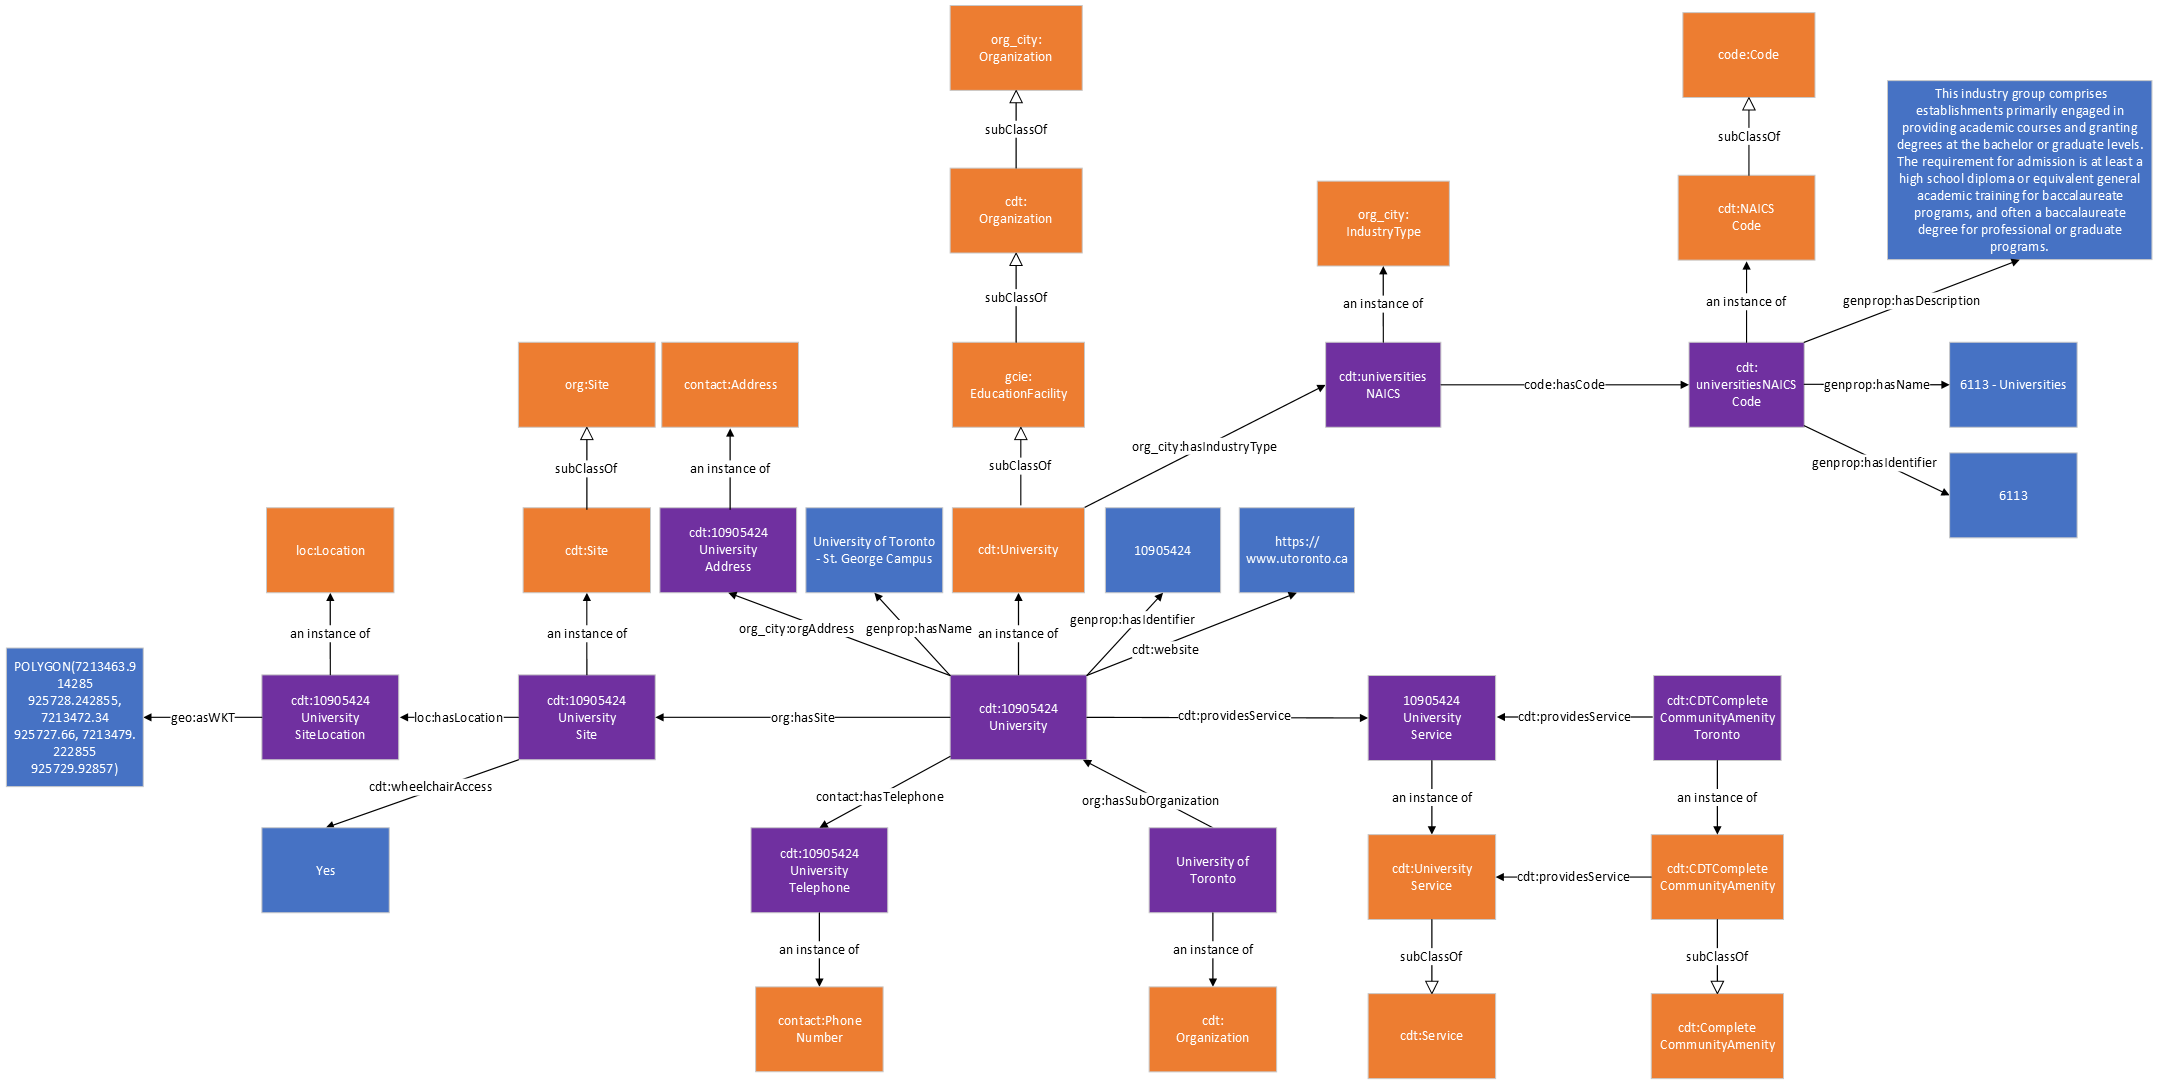 org_city:
Organization
code:Code
This industry group comprises
establishments primarily engaged in
providing academic courses and granting
degrees at the bachelor or graduate levels.
The requirement for admission is at least a
high school diploma or equivalent general
academic training for baccalaureate
programs, and often a baccalaureate
degree for professional or graduate
programs.
subClassOf
subClassOf
cdt:
Organization
org_city:
IndustryType
cdt:NAICS
Code
subClassOf
an instance of
an instance of
genprop:hasDescription
org:Site
contact:Address
gcie:
EducationFacility
cdt:universities
NAICS
code:hasCode
cdt:
universitiesNAICS
Code
genprop:hasName
6113 - Universities
subClassOf
an instance of
subClassOf
org_city:hasIndustryType
genprop:hasIdentifier
6113
loc:Location
cdt:Site
cdt:10905424
University
Address
University of Toronto
- St. George Campus
cdt:University
10905424
https://
www.utoronto.ca
an instance of
an instance of
org_city:orgAddress
genprop:hasName
an instance of
genprop:hasIdentifier
cdt:website
POLYGON(7213463.9
14285
925728.242855,
7213472.34
925727.66, 7213479.
222855
925729.92857)
geo:asWKT
cdt:10905424
University
SiteLocation
loc:hasLocation
cdt:10905424
University
Site
org:hasSite
cdt:10905424
University
cdt:providesService
10905424
University
Service
cdt:providesService
cdt:CDTComplete
CommunityAmenity
Toronto
cdt:wheelchairAccess
contact:hasTelephone
org:hasSubOrganization
an instance of
an instance of
Yes
cdt:10905424
University
Telephone
University of
Toronto
cdt:University
Service
cdt:providesService
cdt:CDTComplete
CommunityAmenity
an instance of
an instance of
subClassOf
subClassOf
contact:Phone
Number
cdt:
Organization
cdt:Service
cdt:Complete
CommunityAmenity